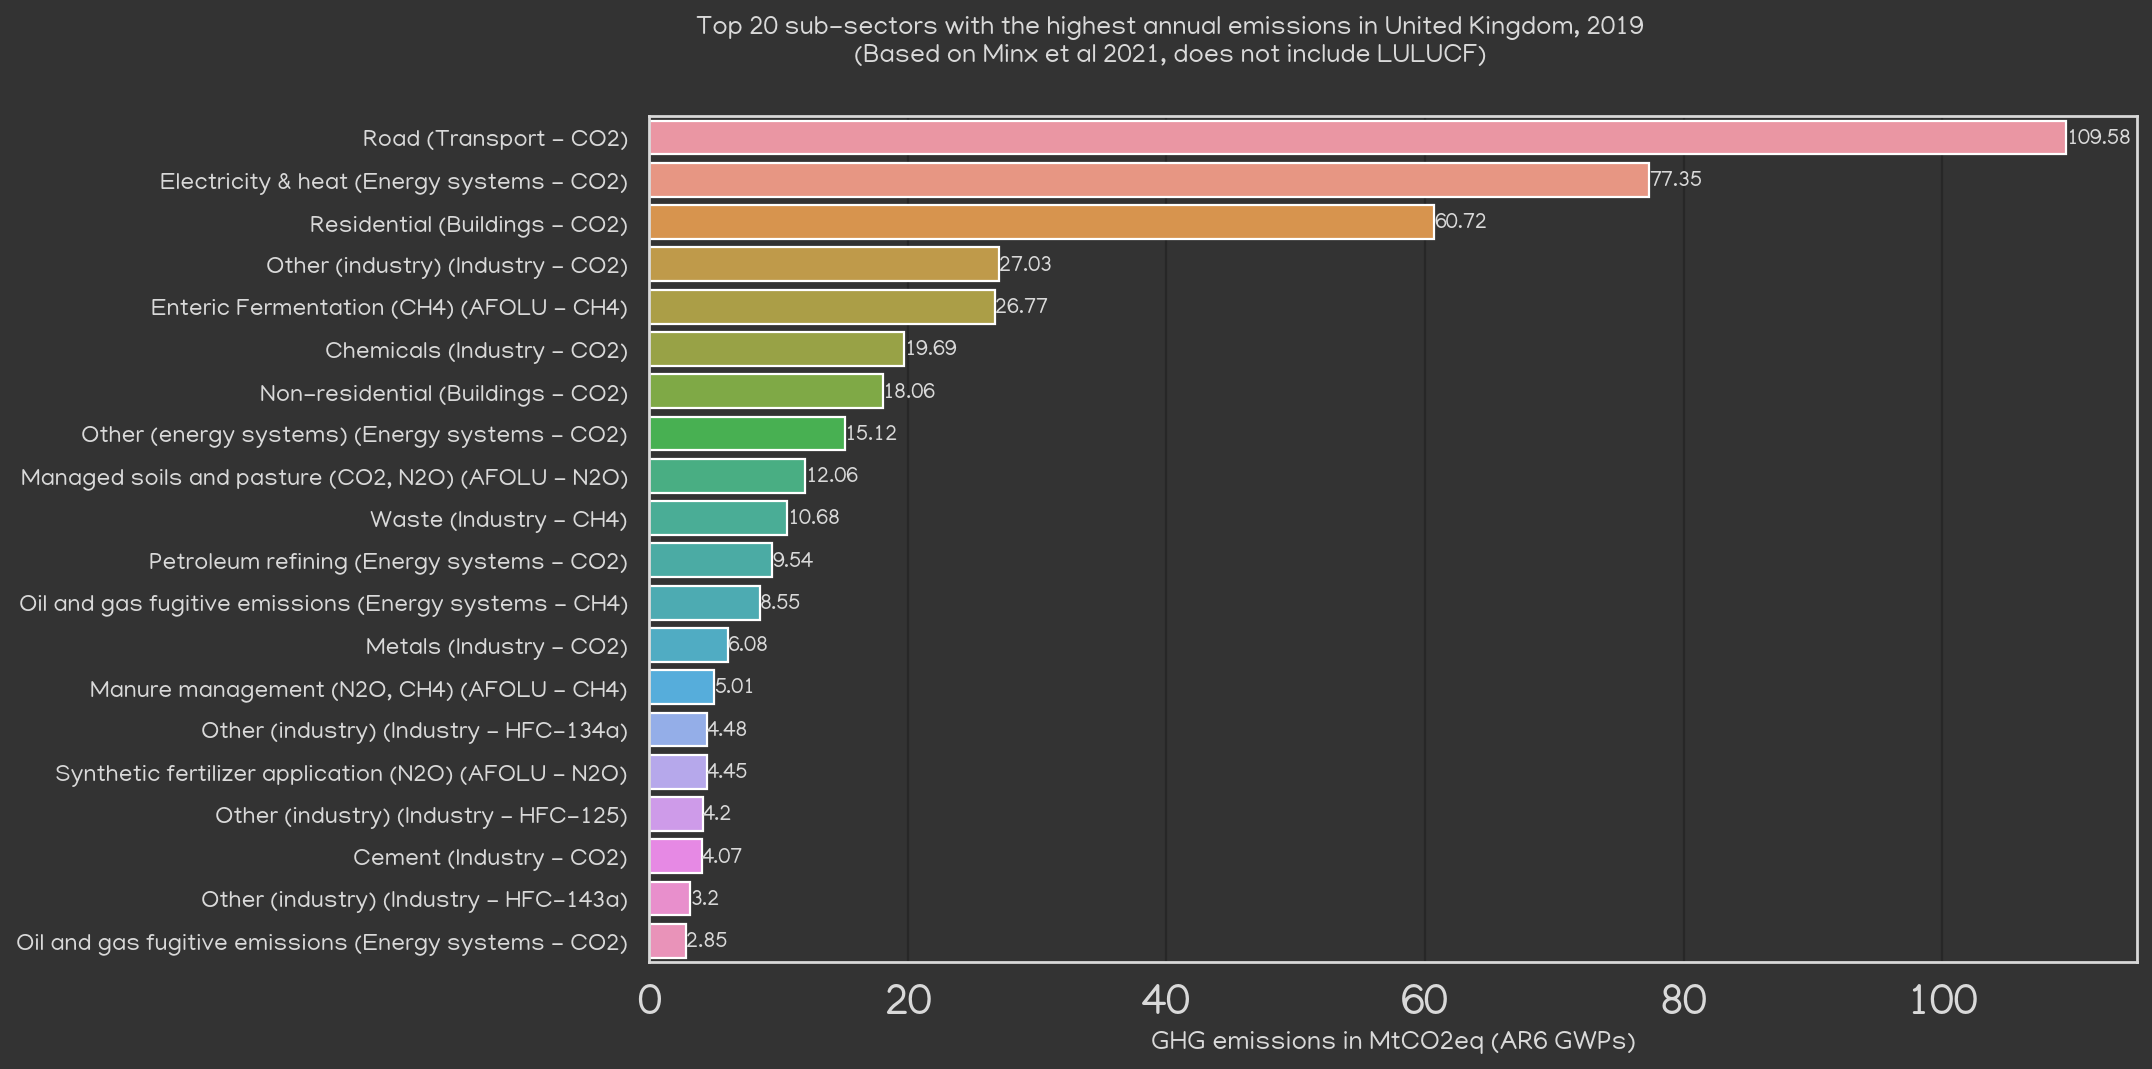 Top 20 sub-sectors with the highest annual emissions in United Kingdom, 2019
(Based on Minx et al 2021, does not include LULUCF)
Road (Transport - CO2) 109.58
Electricity & heat (Energy systems - CO2) 77.35
Residential (Buildings - CO2) 60.72
Other (industry) (Industry - CO2) 27.03
Enteric Fermentation (CH4) (AFOLU - CH4) 26.77
Chemicals (Industry - CO2) 19.69
Non-residential (Buildings - CO2) 18.06
Other (energy systems) (Energy systems - CO2) 15.12
Managed soils and pasture (CO2, N2O) (AFOLU - N2O) 12.06
Waste (Industry - CH4) 10.68
Petroleum refining (Energy systems - CO2) 9.54
Oil and gas fugitive emissions (Energy systems - CH4) 8.55
Metals (Industry - CO2) 6.08
Manure management (N2O, CH4) (AFOLU - CH4) 5.01
Other (industry) (Industry - HFC-134a) 4.48
Synthetic fertilizer application (N2O) (AFOLU - N2O) 4.45
Other (industry) (Industry - HFC-125) 4.2
Cement (Industry - CO2) 4.07
Other (industry) (Industry - HFC-143a) 3.2
Oil and gas fugitive emissions (Energy systems - CO2) 2.85
0 20 40 60 80 100
GHG emissions in MtCO2eq (AR6 GWPs)